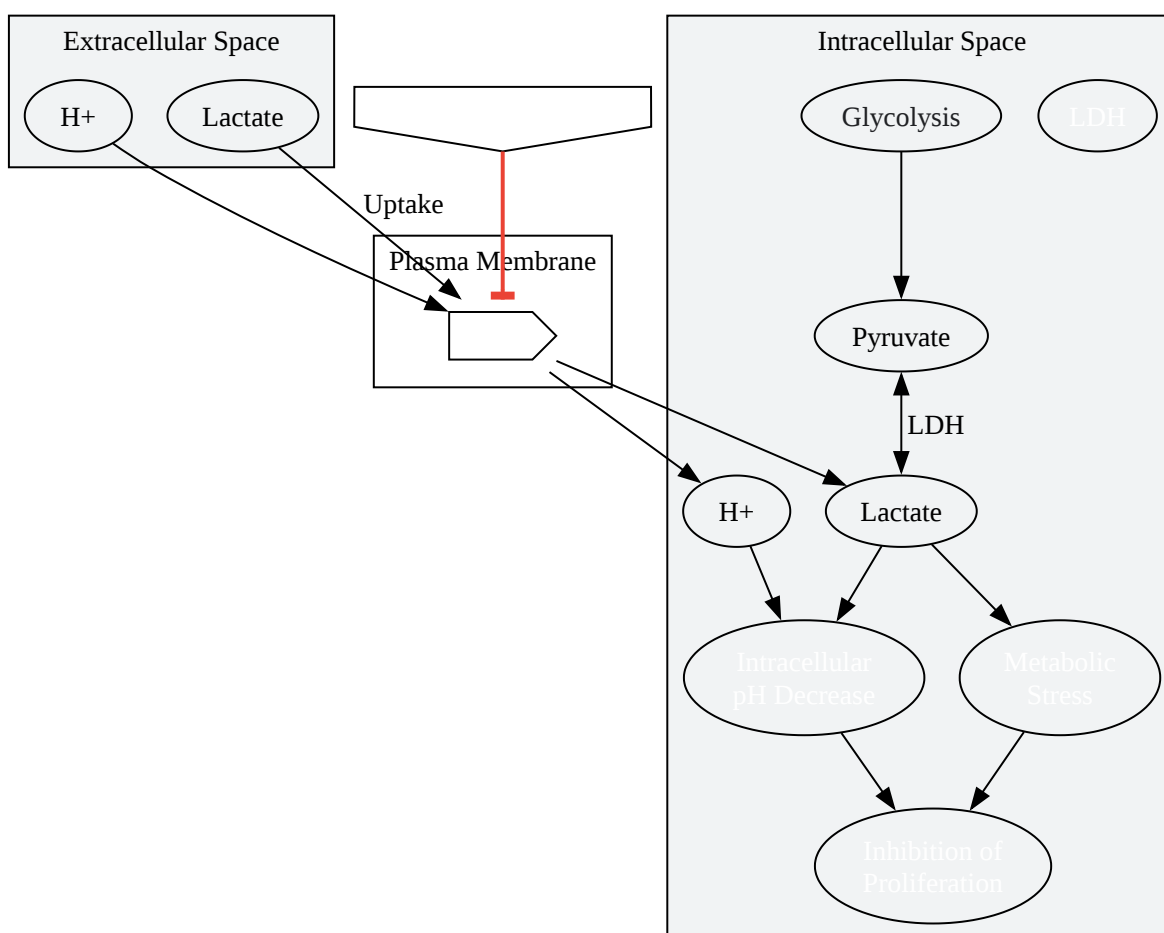 Extracellular Space
H+
Lactate
Uptake
Plasma Membrane
Intracellular Space
Glycolysis
LDH
Pyruvate
LDH
H+
Lactate
Intracellular
pH Decrease
Metabolic
Stress
Inhibition of
Proliferation